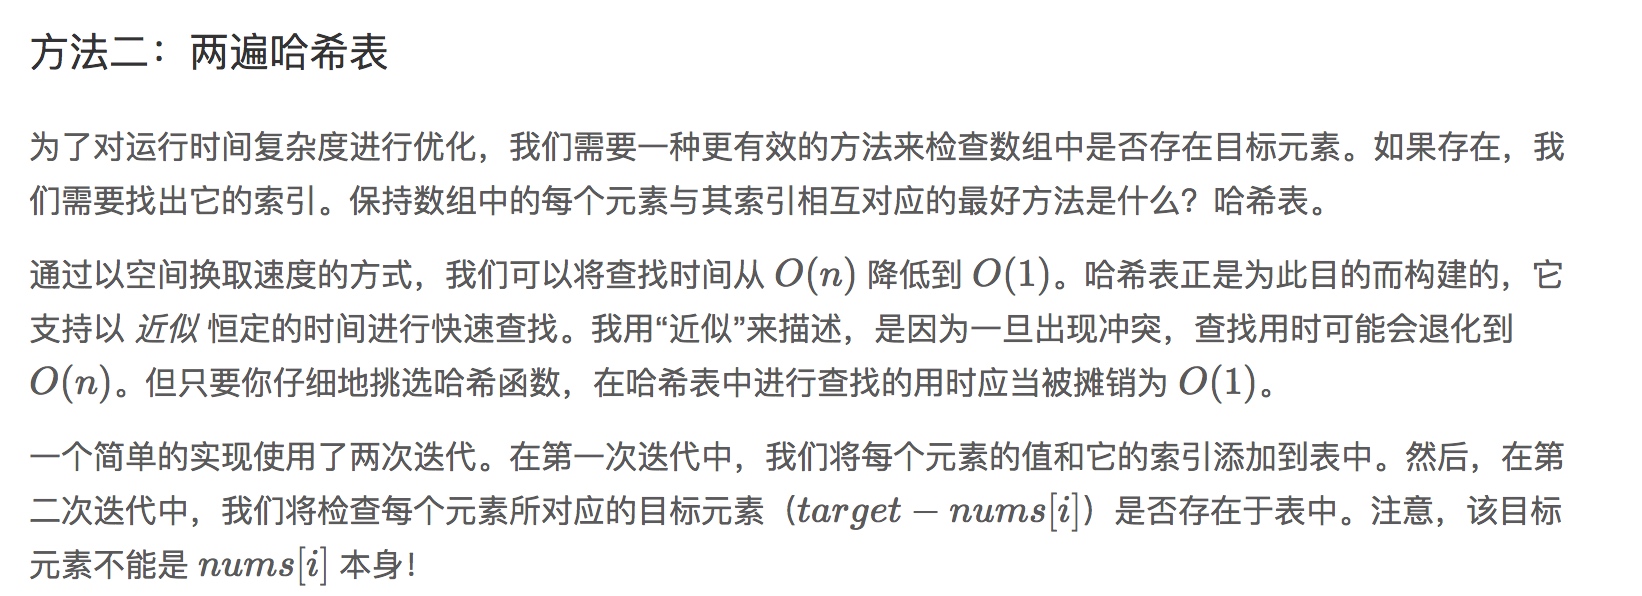 方法二：两遍哈希表
为了对运行时间复杂度进行优化，我们需要一种更有效的方法来检查数组中是否存在目标元素。如果存在，我
们需要找出它的索引。保持数组中的每个元素与其索引相互对应的最好方法是什么？哈希表。
通过以空间换取速度的方式，我们可以将查找时间从 O(n) 降低到 O(1)。哈希表正是为此目的而构建的，它
支持以 近似 恒定的时间进行快速查找。我用“近似”来描述，是因为一旦出现冲突，查找用时可能会退化到
O(n)。但只要你仔细地挑选哈希函数，在哈希表中进行查找的用时应当被摊销为 O(1)。
一个简单的实现使用了两次迭代。在第一次迭代中，我们将每个元素的值和它的索引添加到表中。然后，在第
二次迭代中，我们将检查每个元素所对应的目标元素（target − nums[i]）是否存在于表中。注意，该目标
元素不能是 nums[i] 本身！